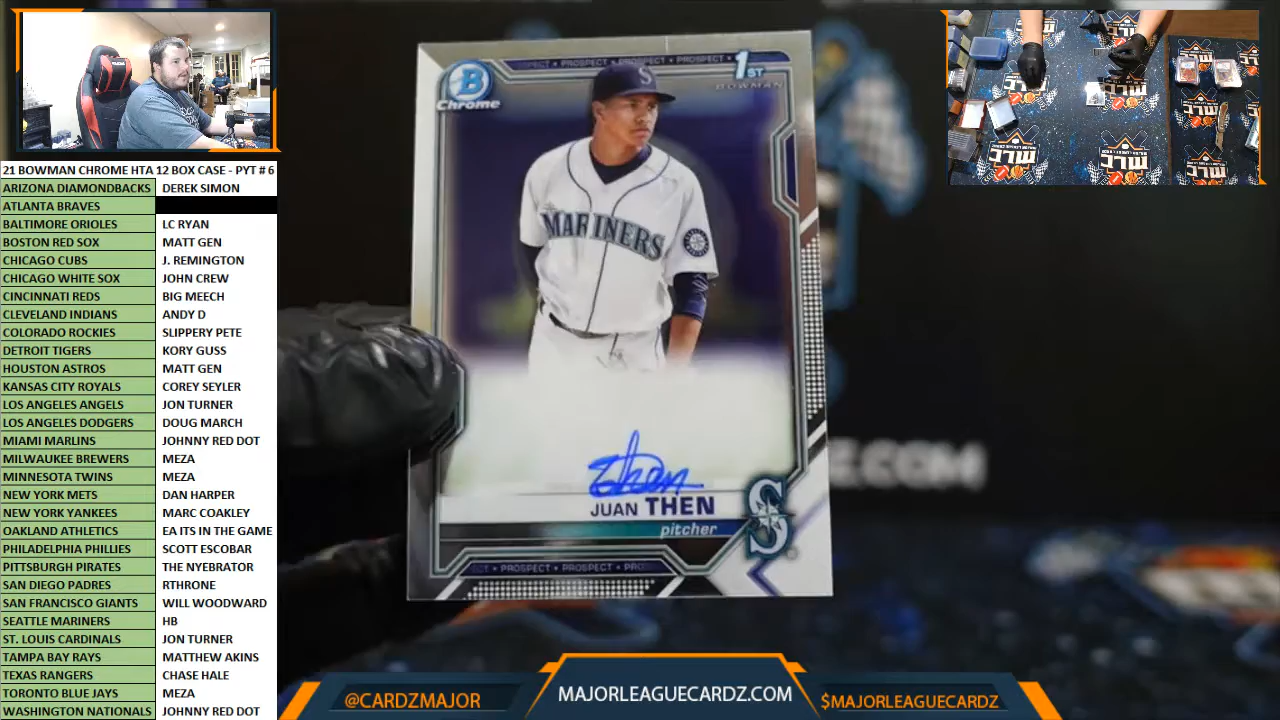 21 BOWMAN CHROME HTA 12 BOX CASE - PYT # 6
ARIZONA DIAMONDBACKS DEREK SIMON
ATLANTA BRAVES
BALTIMORE ORIOLES LC RYAN
BOSTON RED SOX MATT GEN
CHICAGO CUBS J. REMINGTON
CHICAGO WHITE SOX JOHN CREW
CINCINNATI REDS BIG MEECH
CLEVELAND INDIANS ANDY D
COLORADO ROCKIES SLIPPERY PETE
DETROIT TIGERS KORY GUSS
HOUSTON ASTROS MATT GEN
KANSAS CITY ROYALS COREY SEYLER
LOS ANGELES ANGELS JON TURNER
LOS ANGELES DODGERS DOUG MARCH
MIAMI MARLINS JOHNNY RED DOT
MILWAUKEE BREWERS MEZA
MINNESOTA TWINS MEZA
NEW YORK METS DAN HARPER
NEW YORK YANKEES MARC COAKLEY
OAKLAND ATHLETICS EA ITS IN THE GAME
PHILADELPHIA PHILLIES SCOTT ESCOBAR
PITTSBURGH PIRATES THE NYEBRATOR
SAN DIEGO PADRES RTHRONE
SAN FRANCISCO GIANTS WILL WOODWARD
SEATTLE MARINERS HB
ST. LOUIS CARDINALS JON TURNER
TAMPA BAY RAYS MATTHEW AKINS
TEXAS RANGERS CHASE HALE
TORONTO BLUE JAYS MEZA
WASHINGTON NATIONALS JOHNNY RED DOT
PROSPECT • PROSPECT • PROSPECT
B
Chrome
1ST
BOWMAN
S
MARINERS
Then
JUAN THEN
pitcher
S
PROSPECT • PROSPECT
E.COM
@CARDZMAJOR
MAJORLEAGUECARDZ.COM
$MAJORLEAGUECARDZ